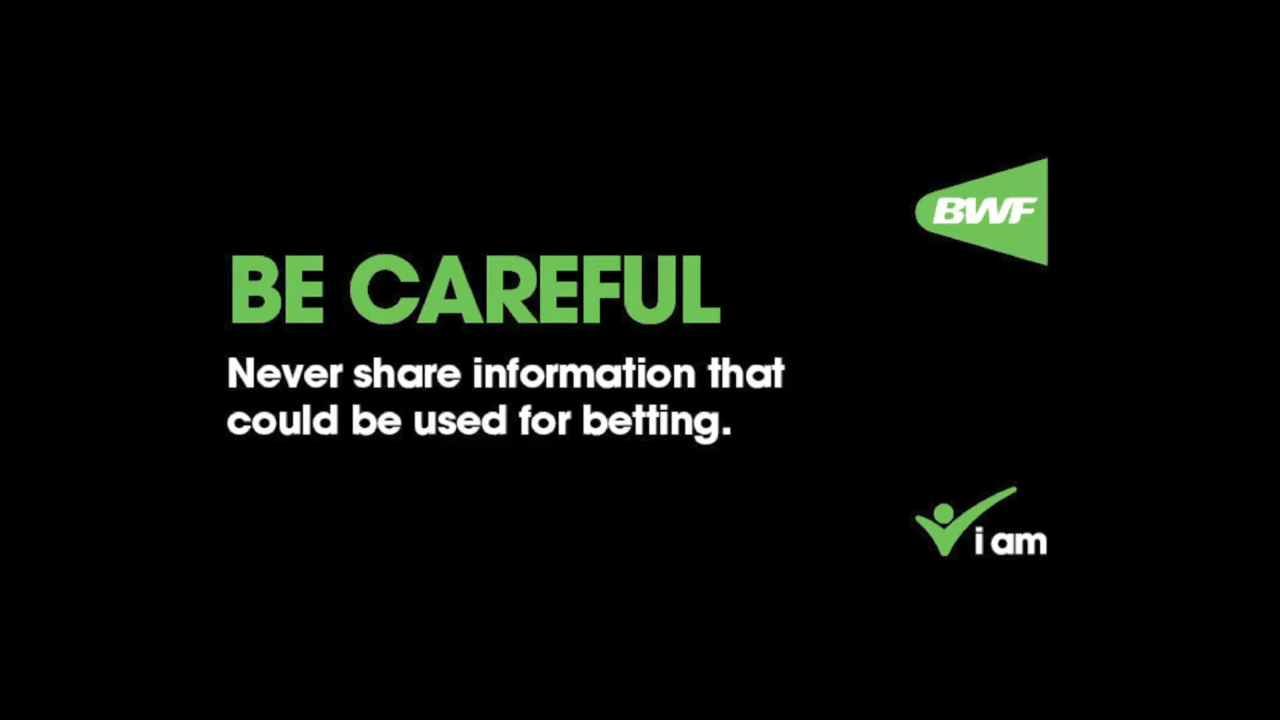 BWF
BE CAREFUL
Never share information that
could be used for betting.
i am